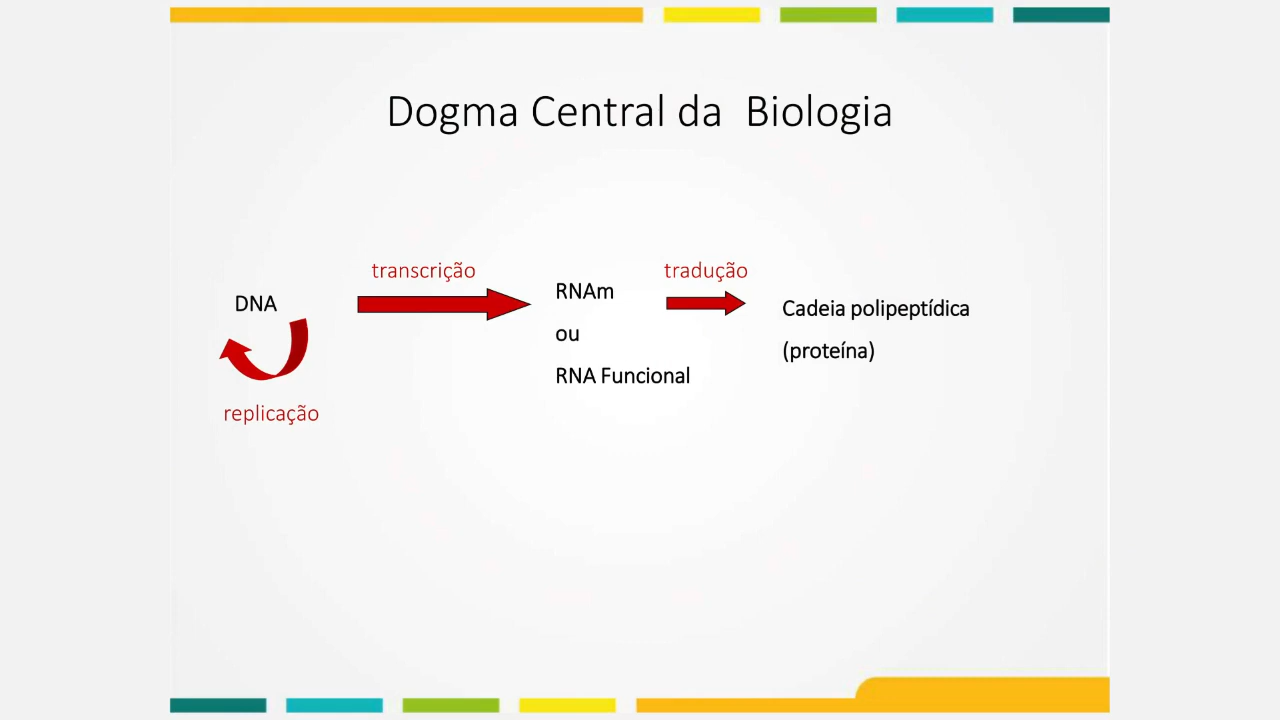 Dogma Central da Biologia
transcrição
tradução
DNA
RNAm
ou
RNA Funcional
Cadeia polipeptídica
(proteína)
replicação